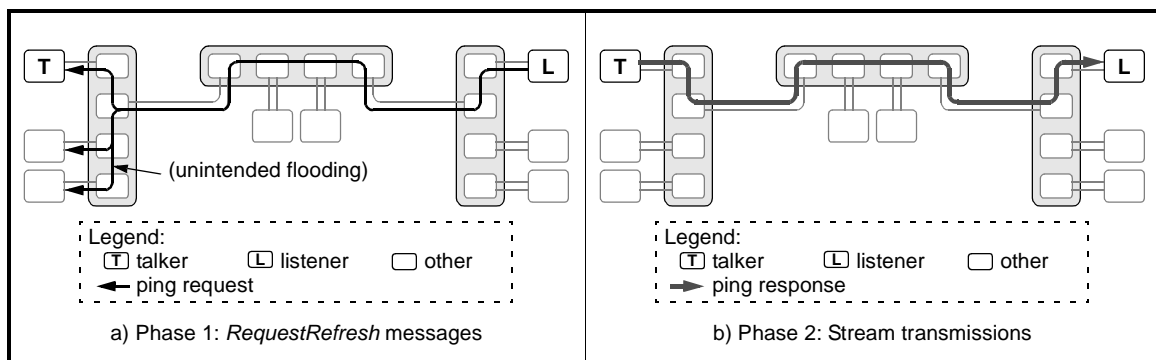 T
L
(unintended flooding)
Legend:
T talker L listener other
ping request
a) Phase 1: RequestRefresh messages
T
L
Legend:
T talker L listener other
ping response
b) Phase 2: Stream transmissions